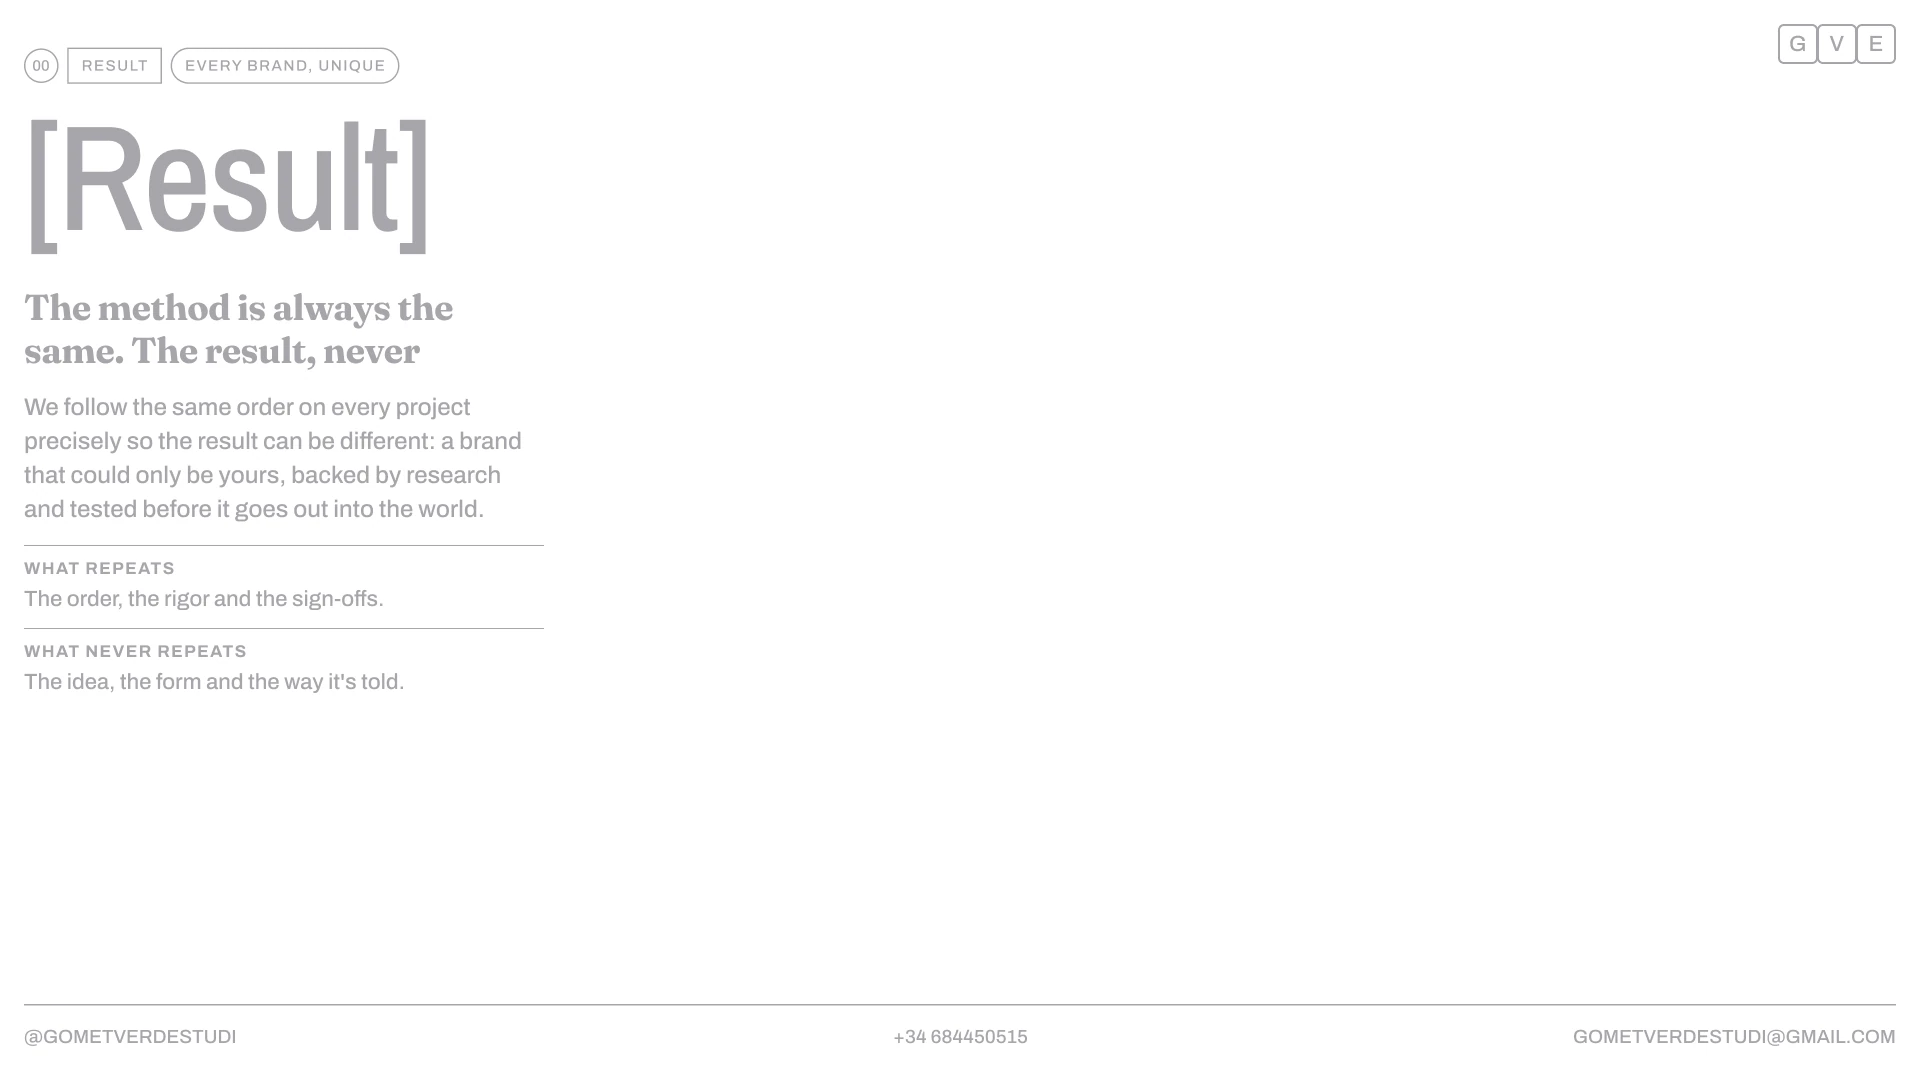 00 RESULT EVERY BRAND, UNIQUE
G V E
[Result]
The method is always the
same. The result, never
We follow the same order on every project
precisely so the result can be different: a brand
that could only be yours, backed by research
and tested before it goes out into the world.
WHAT REPEATS
The order, the rigor and the sign-offs.
WHAT NEVER REPEATS
The idea, the form and the way it's told.
@GOMETVERDESTUDI
+34 684450515
GOMETVERDESTUDI@GMAIL.COM